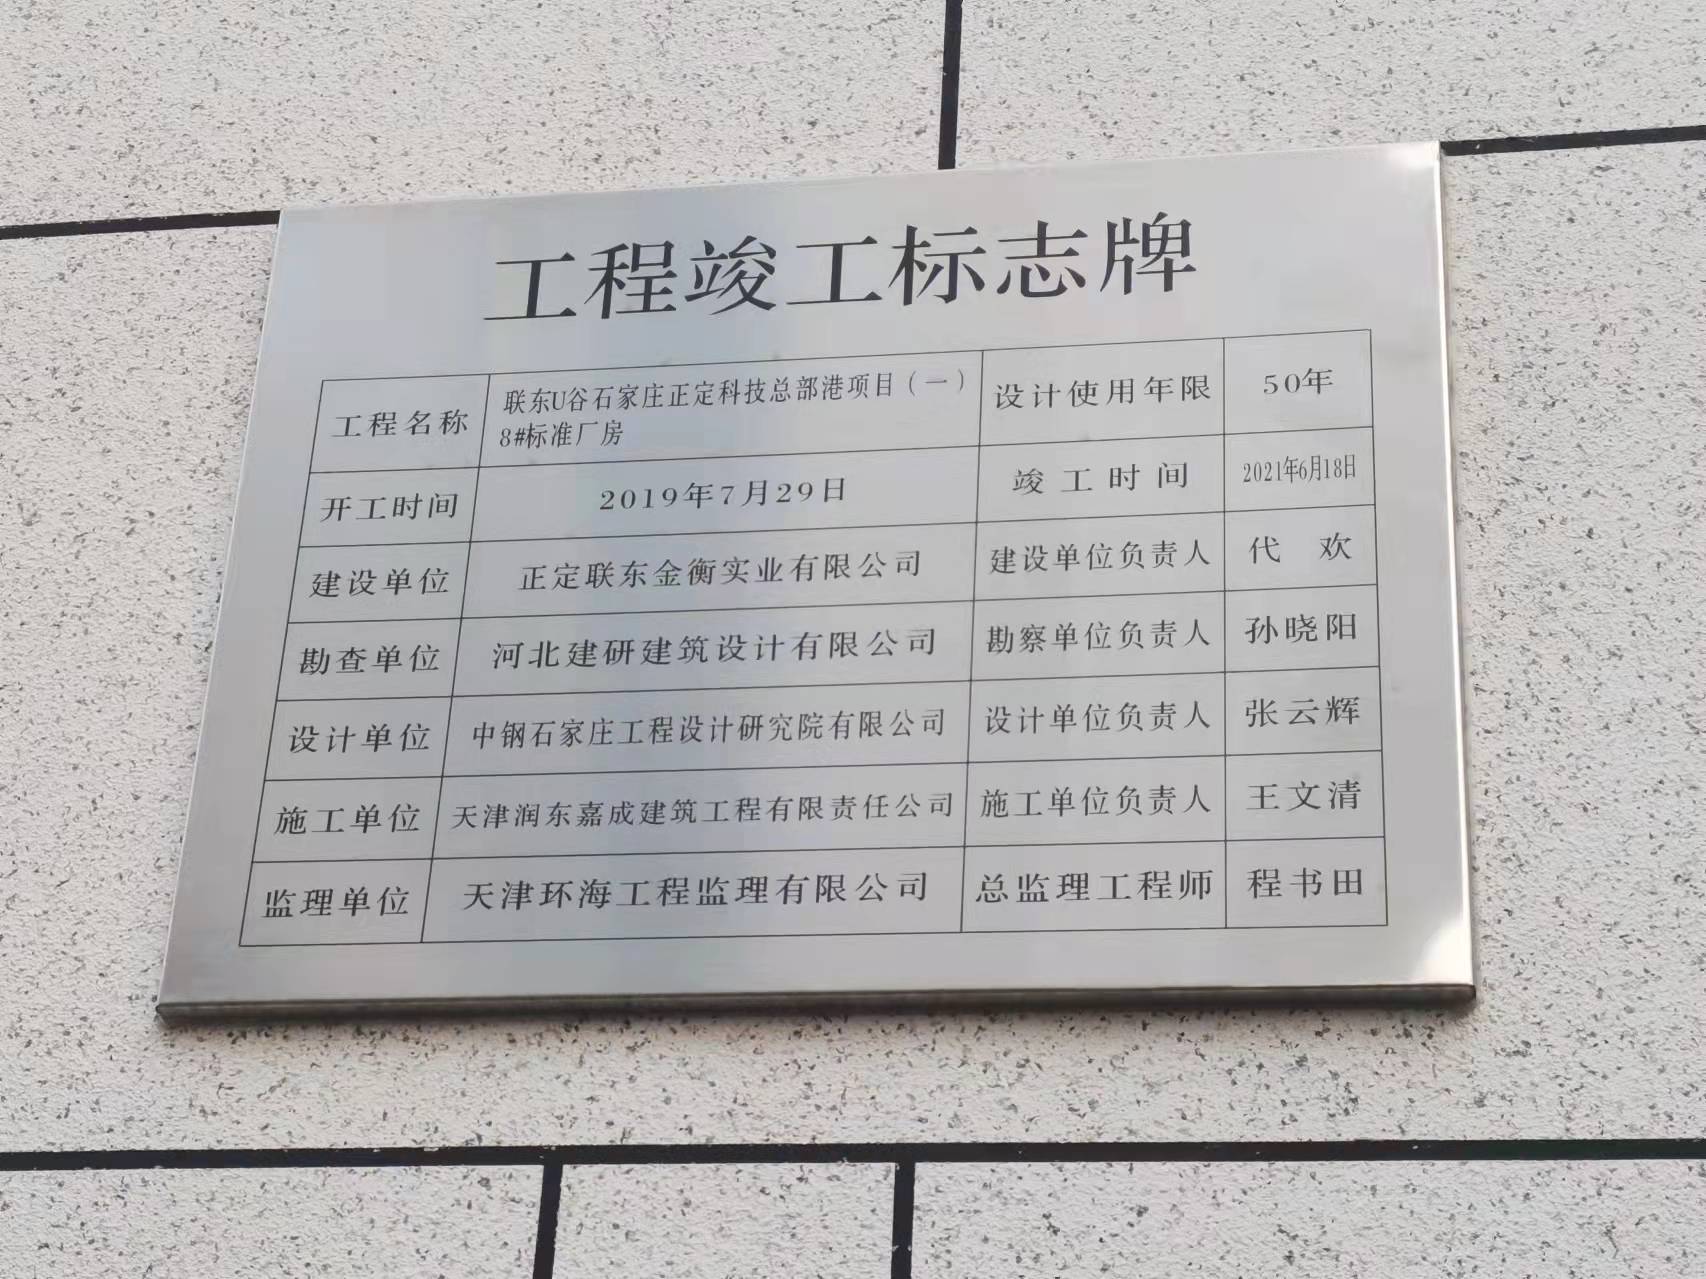 工程竣工标志牌
工程名称 联东U谷石家庄正定科技总部港项目（一） 设计使用年限 50年
8#标准厂房
开工时间 2019年7月29日 竣工时间 2021年6月18日
建设单位 正定联东金衡实业有限公司 建设单位负责人 代 欢
勘查单位 河北建研建筑设计有限公司 勘察单位负责人 孙晓阳
设计单位 中钢石家庄工程设计研究院有限公司 设计单位负责人 张云辉
施工单位 天津润东嘉成建筑工程有限责任公司 施工单位负责人 王文清
监理单位 天津环海工程监理有限公司 总监理工程师 程书田